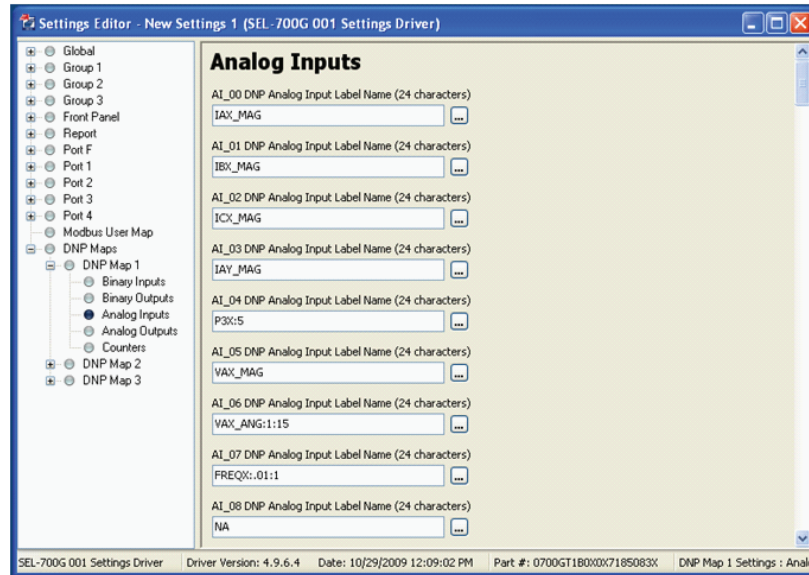 Settings Editor - New Settings 1 (SEL-700G 001 Settings Driver)
Global
Group 1
Group 2
Group 3
Front Panel
Report
Port F
Port 1
Port 2
Port 3
Port 4
Modbus User Map
DNP Maps
DNP Map 1
Binary Inputs
Binary Outputs
Analog Inputs
Analog Outputs
Counters
DNP Map 2
DNP Map 3
Analog Inputs
AI_00 DNP Analog Input Label Name (24 characters)
IAX_MAG
...
AI_01 DNP Analog Input Label Name (24 characters)
IBX_MAG
...
AI_02 DNP Analog Input Label Name (24 characters)
ICX_MAG
...
AI_03 DNP Analog Input Label Name (24 characters)
IAY_MAG
...
AI_04 DNP Analog Input Label Name (24 characters)
P3X:5
...
AI_05 DNP Analog Input Label Name (24 characters)
VAX_MAG
...
AI_06 DNP Analog Input Label Name (24 characters)
VAX_ANG:1:15
...
AI_07 DNP Analog Input Label Name (24 characters)
FREQX:.01:1
...
AI_08 DNP Analog Input Label Name (24 characters)
NA
...
SEL-700G 001 Settings Driver Driver Version: 4.9.6.4 Date: 10/29/2009 12:09:02 PM Part #: 0700GT1B0X0X7185083X DNP Map 1 Settings : Anal